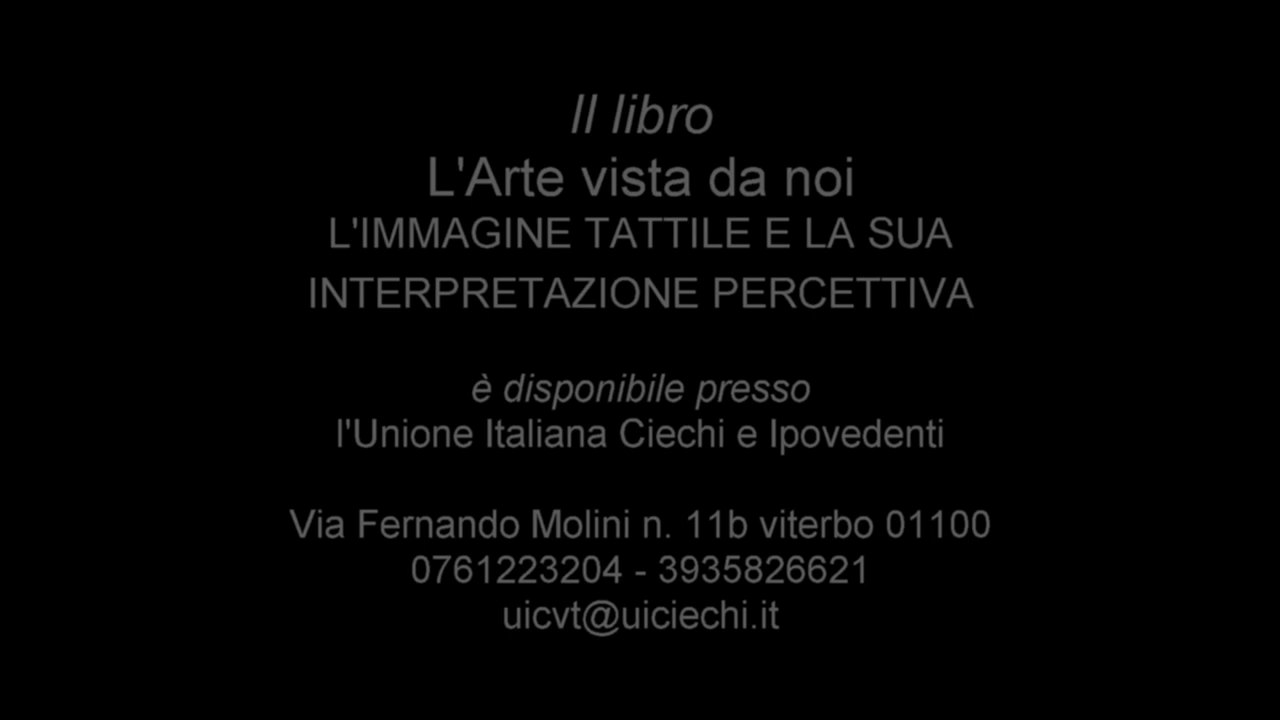 Il libro
L'Arte vista da noi
L'IMMAGINE TATTILE E LA SUA
INTERPRETAZIONE PERCETTIVA
è disponibile presso
l'Unione Italiana Ciechi e Ipovedenti
Via Fernando Molini n. 11b viterbo 01100
0761223204 - 3935826621
uicvt@uiciechi.it